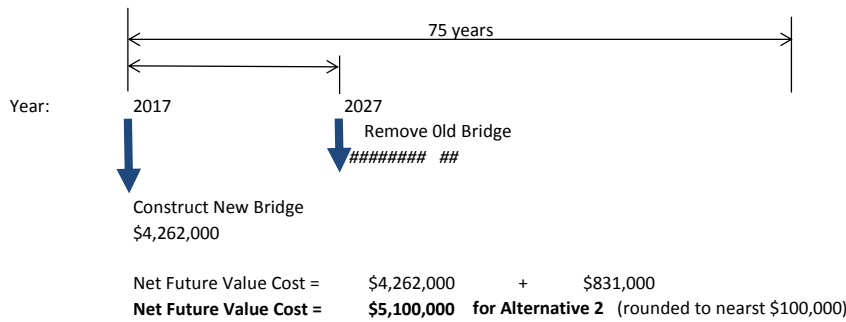 75 years
Year: 2017 2027
Remove 0ld Bridge
######## ##
Construct New Bridge
$4,262,000
Net Future Value Cost = $4,262,000 + $831,000
Net Future Value Cost = $5,100,000 for Alternative 2 (rounded to nearst $100,000)